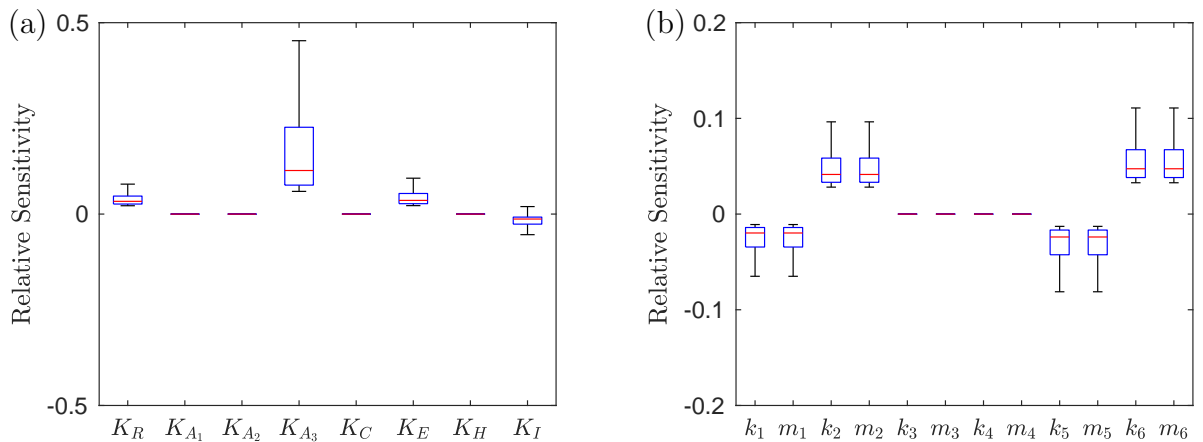 (a)
Relative Sensitivity
0.5
0
-0.5
K_R K_{A_1} K_{A_2} K_{A_3} K_C K_E K_H K_I
(b)
Relative Sensitivity
0.2
0.1
0
-0.1
-0.2
k_1 m_1 k_2 m_2 k_3 m_3 k_4 m_4 k_5 m_5 k_6 m_6